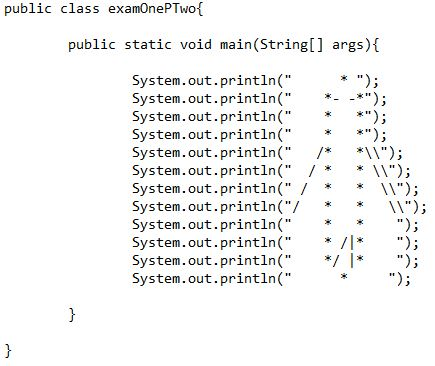 public class examOnePTwo{
public static void main(String[] args){
System.out.println("      * ");
System.out.println("    *- -*");
System.out.println("    *   *");
System.out.println("    *   *");
System.out.println("   /*   *\\");
System.out.println("  / *   * \\");
System.out.println(" /  *   *  \\");
System.out.println("/   *   *   \\");
System.out.println("    *   *    ");
System.out.println("    * /|*    ");
System.out.println("    */ |*    ");
System.out.println("      *     ");
}
}